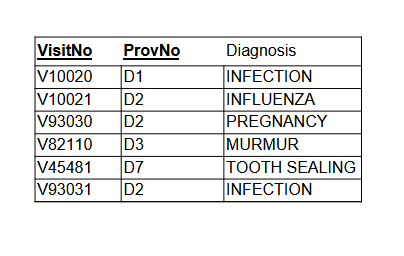 VisitNo ProvNo Diagnosis
V10020 D1 INFECTION
V10021 D2 INFLUENZA
V93030 D2 PREGNANCY
V82110 D3 MURMUR
V45481 D7 TOOTH SEALING
V93031 D2 INFECTION